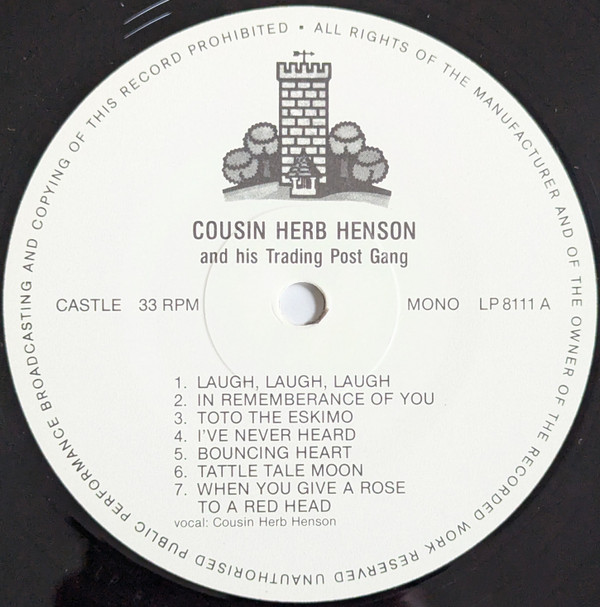 ALL RIGHTS OF THE MANUFACTURER AND OF THE OWNER OF THE RECORDED WORK RESERVED UNAUTHORISED PUBLIC PERFORMANCE BROADCASTING AND COPYING OF THIS RECORD PROHIBITED •
COUSIN HERB HENSON
and his Trading Post Gang
CASTLE 33 RPM MONO LP 8111 A
1. LAUGH, LAUGH, LAUGH
2. IN REMEMBERANCE OF YOU
3. TOTO THE ESKIMO
4. I'VE NEVER HEARD
5. BOUNCING HEART
6. TATTLE TALE MOON
7. WHEN YOU GIVE A ROSE
TO A RED HEAD
vocal: Cousin Herb Henson